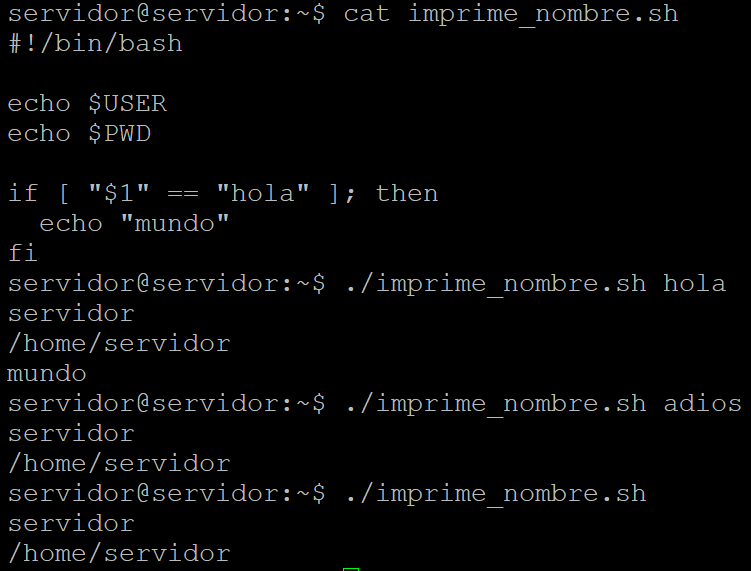 servidor@servidor:~$ cat imprime_nombre.sh
#!/bin/bash

echo $USER
echo $PWD

if [ "$1" == "hola" ]; then
  echo "mundo"
fi
servidor@servidor:~$ ./imprime_nombre.sh hola
servidor
/home/servidor
mundo
servidor@servidor:~$ ./imprime_nombre.sh adios
servidor
/home/servidor
servidor@servidor:~$ ./imprime_nombre.sh
servidor
/home/servidor